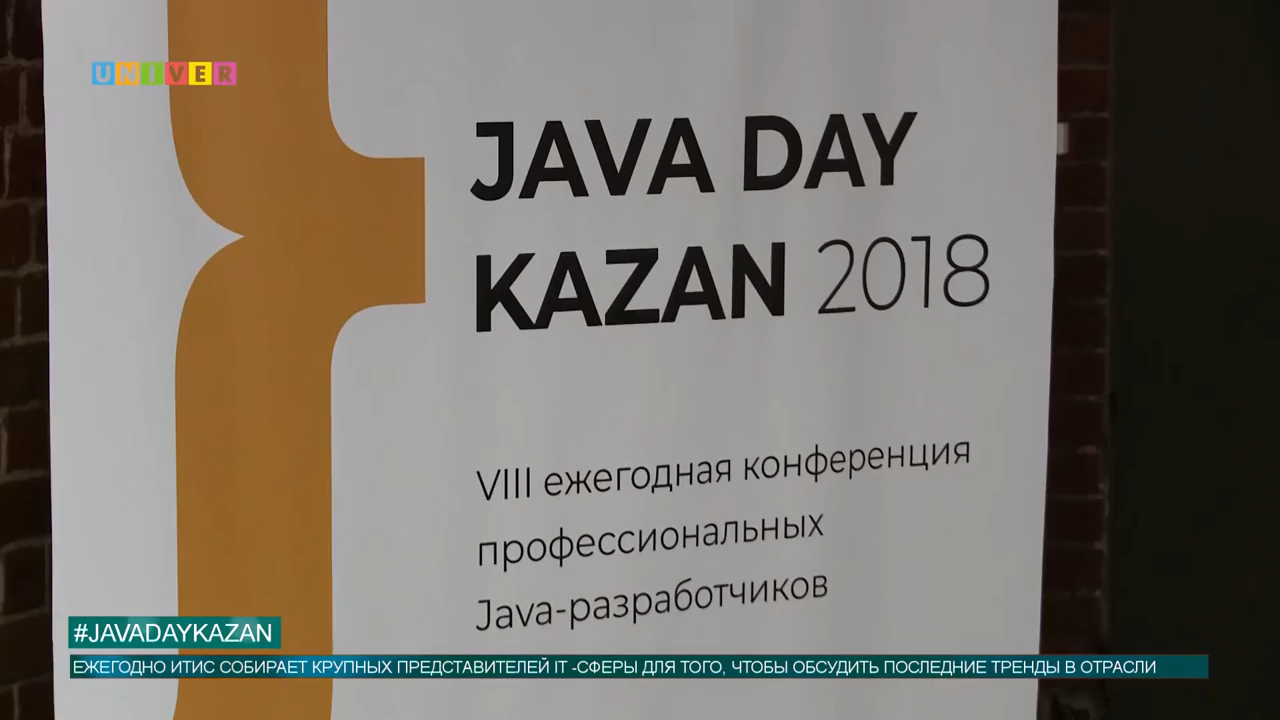 UNIVER
JAVA DAY
KAZAN 2018
VIII ежегодная конференция
профессиональных
Java-разработчиков
#JAVADAYKAZAN
ЕЖЕГОДНО ИТИС СОБИРАЕТ КРУПНЫХ ПРЕДСТАВИТЕЛЕЙ IT -СФЕРЫ ДЛЯ ТОГО, ЧТОБЫ ОБСУДИТЬ ПОСЛЕДНИЕ ТРЕНДЫ В ОТРАСЛИ